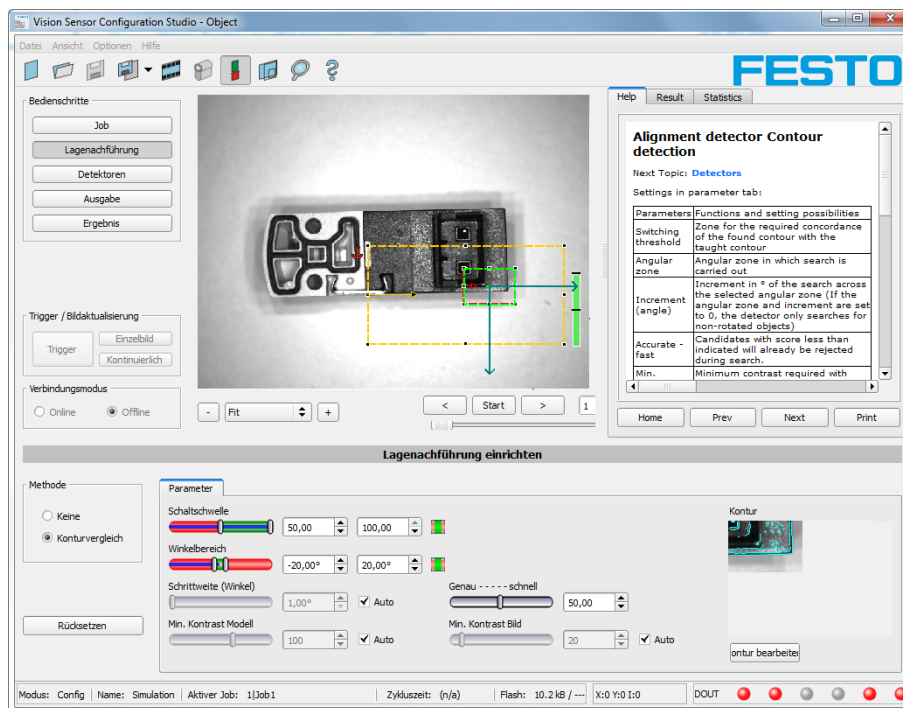 Vision Sensor Configuration Studio - Object
Datei Ansicht Optionen Hilfe
FESTO
Bedienschritte
Job
Lagenachführung
Detektoren
Ausgabe
Ergebnis
Trigger / Bildaktualisierung
Trigger
Einzelbild
Kontinuierlich
Verbindungsmodus
Online Offline
- Fit +
< Start > 1
Help Result Statistics
Alignment detector Contour
detection
Next Topic: Detectors
Settings in parameter tab:
Parameters Functions and setting possibilities
Switching threshold Zone for the required concordance of the found contour with the taught contour
Angular zone Angular zone in which search is carried out
Increment (angle) Increment in ° of the search across the selected angular zone (If the angular zone and increment are set to 0, the detector only searches for non-rotated objects)
Accurate - fast Candidates with score less than indicated will already be rejected during search.
Min. Minimum contrast required with
Home Prev Next Print
Lagenachführung einrichten
Methode
Keine
Konturvergleich
Rücksetzen
Parameter
Schaltschwelle
50,00 100,00
Winkelbereich
-20,00° 20,00°
Schrittweite (Winkel)
1,00° Auto
Genau - - - - - schnell
50,00
Min. Kontrast Modell
100 Auto
Min. Kontrast Bild
20 Auto
Kontur
ontur bearbeite
Modus: Config Name: Simulation Aktiver Job: 1|Job1 Zykluszeit: (n/a) Flash: 10.2 kB / --- X:0 Y:0 I:0 DOUT